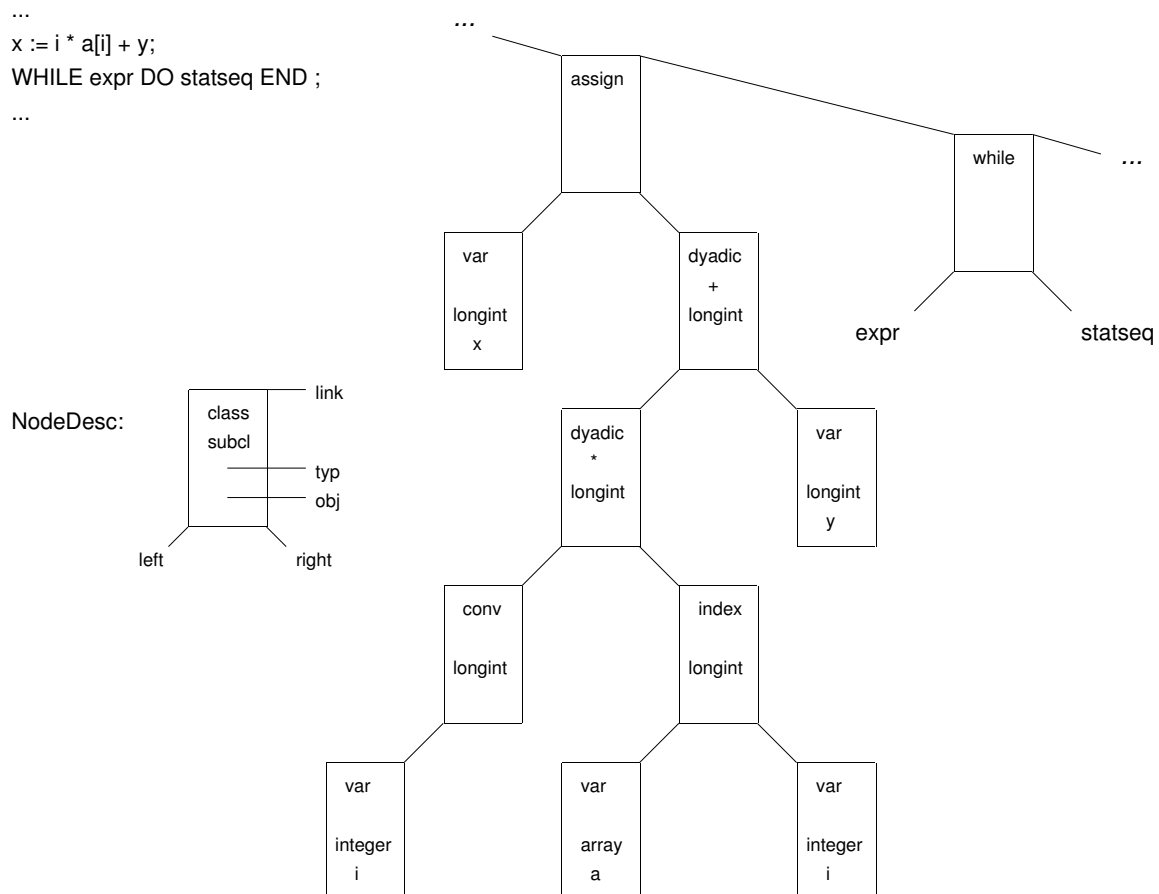 ...
x := i * a[i] + y;
WHILE expr DO statseq END ;
...
...
assign
while
...
var
longint
x
dyadic
+
longint
expr
statseq
NodeDesc:
class
subcl
link
typ
obj
left
right
dyadic
*
longint
var
longint
y
conv
longint
index
longint
var
integer
i
var
array
a
var
integer
i